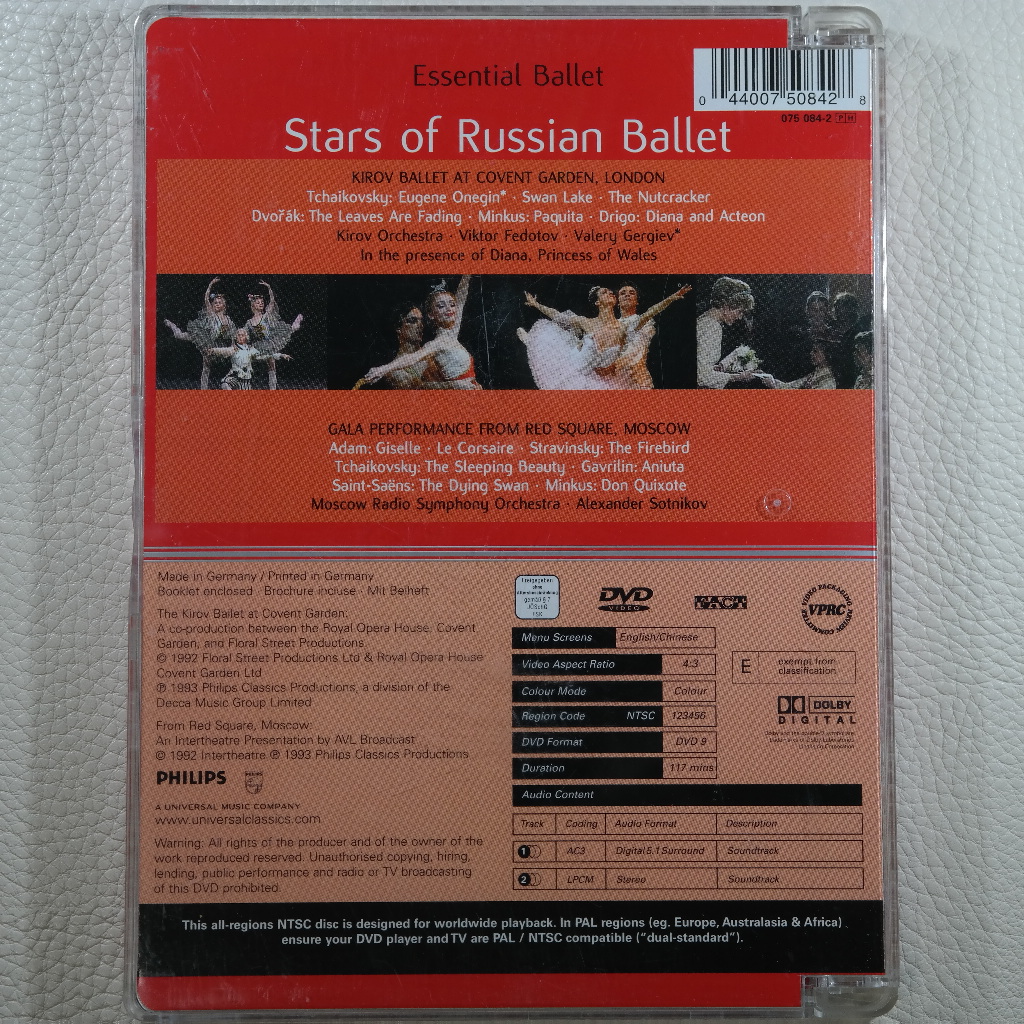 Essential Ballet
0 44007 50842 8
075 084-2 PH
Stars of Russian Ballet
KIROV BALLET AT COVENT GARDEN, LONDON
Tchaikovsky: Eugene Onegin* · Swan Lake · The Nutcracker
Dvořák: The Leaves Are Fading · Minkus: Paquita · Drigo: Diana and Acteon
Kirov Orchestra · Viktor Fedotov · Valery Gergiev*
In the presence of Diana, Princess of Wales
GALA PERFORMANCE FROM RED SQUARE, MOSCOW
Adam: Giselle · Le Corsaire · Stravinsky: The Firebird
Tchaikovsky: The Sleeping Beauty · Gavrilin: Aniuta
Saint-Saëns: The Dying Swan · Minkus: Don Quixote
Moscow Radio Symphony Orchestra · Alexander Sotnikov
Made in Germany / Printed in Germany
Booklet enclosed · Brochure incluse · Mit Beiheft
The Kirov Ballet at Covent Garden:
A co-production between the Royal Opera House, Covent
Garden, and Floral Street Productions
© 1992 Floral Street Productions Ltd & Royal Opera House
Covent Garden Ltd
℗ 1993 Philips Classics Productions, a division of the
Decca Music Group Limited
From Red Square, Moscow:
An Intertheatre Presentation by AVL Broadcast
© 1992 Intertheatre ℗ 1993 Philips Classics Productions
PHILIPS
PHILIPS
A UNIVERSAL MUSIC COMPANY
www.universalclassics.com
Warning: All rights of the producer and of the owner of the
work reproduced reserved. Unauthorised copying, hiring,
lending, public performance and radio or TV broadcasting
of this DVD prohibited.
Freigegeben
ohne
Altersbeschränkung
gemäß § 7
JÖSchG
FSK
DVD
VIDEO
FACT
VIDEO PACKAGING REVIEW COMMITTEE
VPRC
Menu Screens English/Chinese
Video Aspect Ratio 4:3
Colour Mode Colour
Region Code NTSC 123456
DVD Format DVD 9
Duration 117 mins
E exempt from
classification
DOLBY
DIGITAL
Audio Content
Track Coding Audio Format Description
1 AC3 Digital 5.1 Surround Soundtrack
2 LPCM Stereo Soundtrack
This all-regions NTSC disc is designed for worldwide playback. In PAL regions (eg. Europe, Australasia & Africa)
ensure your DVD player and TV are PAL / NTSC compatible ("dual-standard").